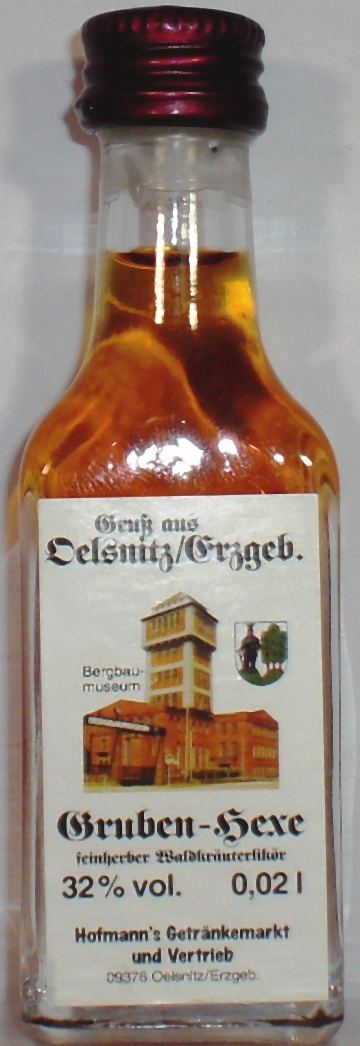 Gruß aus
Oelsnitz/Erzgeb.
Bergbau-
museum
Gruben-Hexe
feinherber Waldkräuterlikör
32% vol. 0,02 l
Hofmann's Getränkemarkt
und Vertrieb
09376 Oelsnitz/Erzgeb.